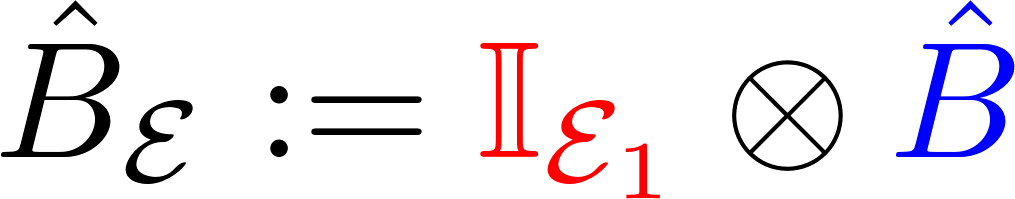 B̂_ℰ := 𝕀_ℰ₁ ⊗ B̂